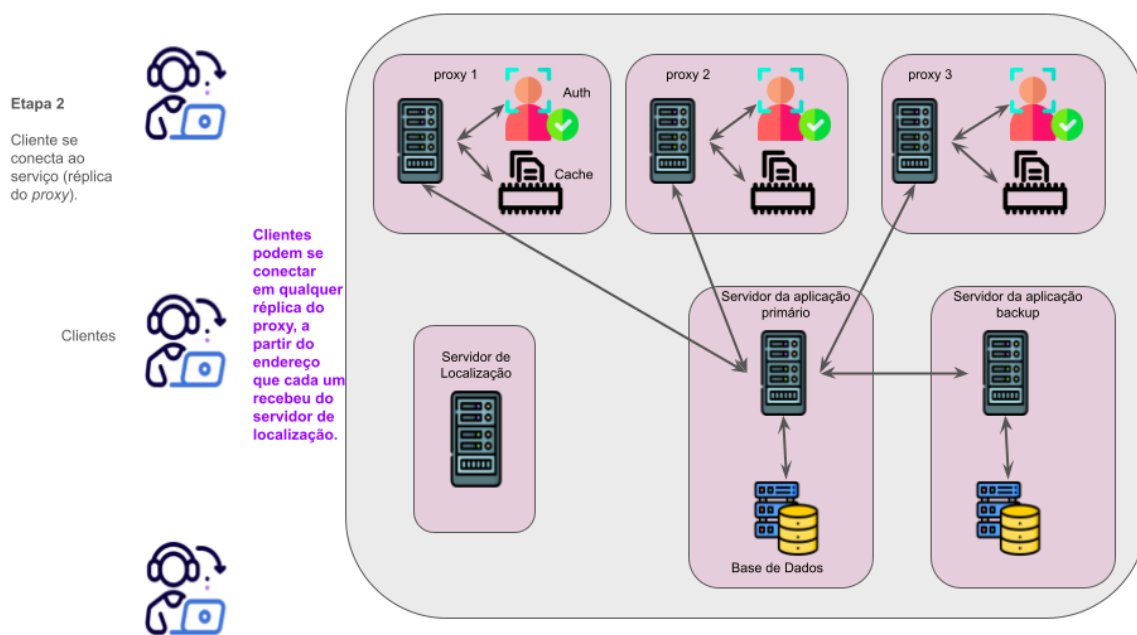 Etapa 2
Cliente se
conecta ao
serviço (réplica
do proxy).
Clientes
Clientes
podem se
conectar
em qualquer
réplica do
proxy, a
partir do
endereço
que cada um
recebeu do
servidor de
localização.
proxy 1
Auth
Cache
proxy 2
proxy 3
Servidor de
Localização
Servidor da aplicação
primário
Base de Dados
Servidor da aplicação
backup